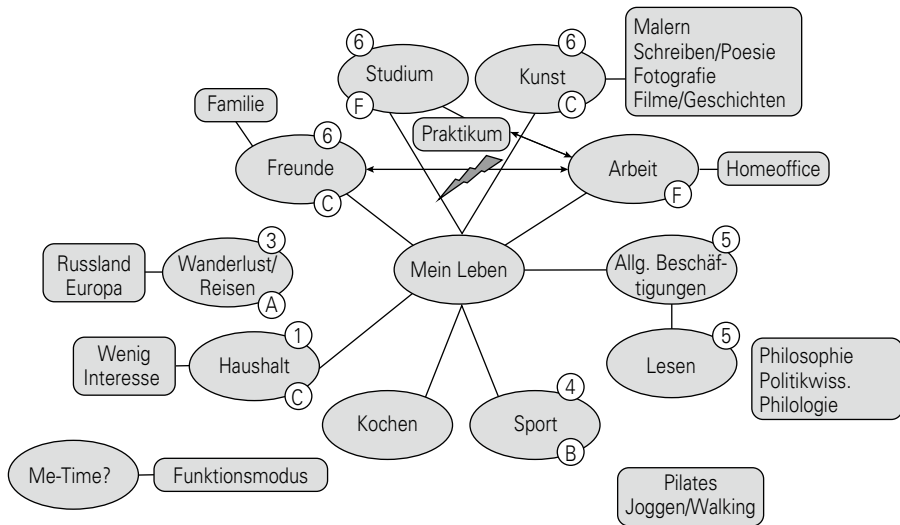 6
Studium
F
6
Kunst
C
Malern
Schreiben/Poesie
Fotografie
Filme/Geschichten
Familie
Praktikum
6
Freunde
C
Arbeit
F
Homeoffice
Russland
Europa
3
Wanderlust/
Reisen
A
Mein Leben
5
Allg. Beschäf-
tigungen
Wenig
Interesse
1
Haushalt
C
5
Lesen
Philosophie
Politikwiss.
Philologie
Kochen
4
Sport
B
Me-Time?
Funktionsmodus
Pilates
Joggen/Walking